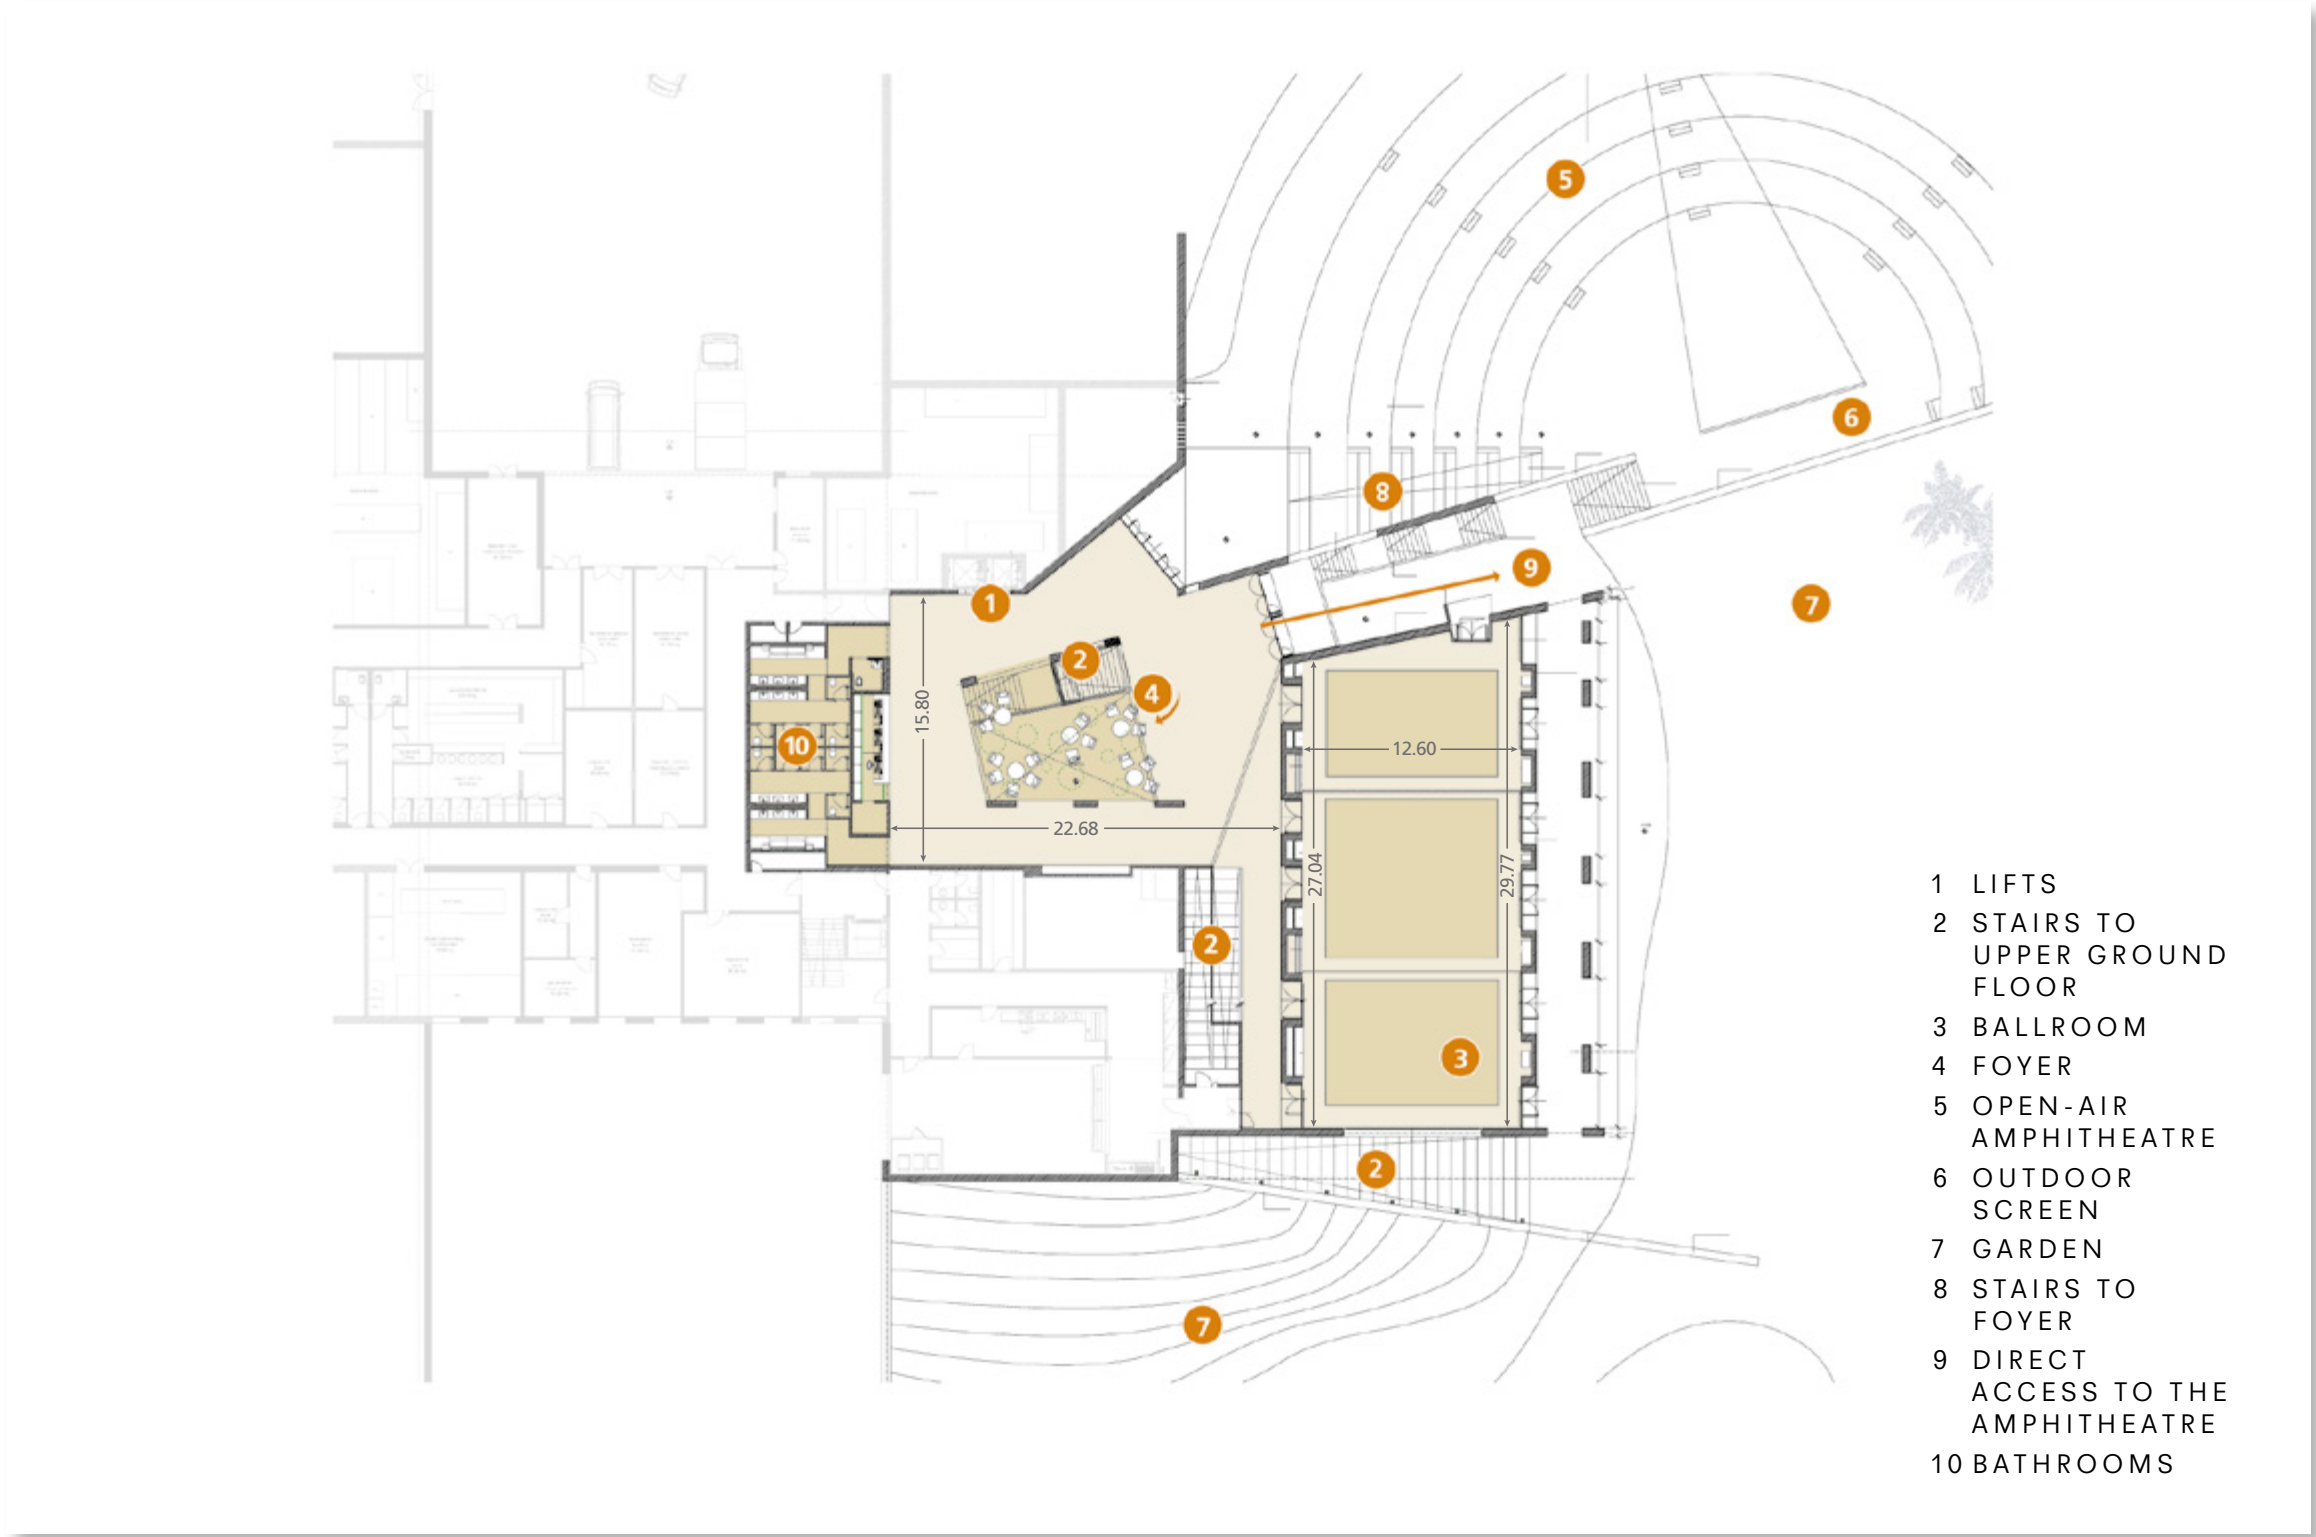 5
6
8
9
1
7
2
4
15.80
10
12.60
22.68
27.04
29.77
2
3
2
7
1 LIFTS
2 STAIRS TO
UPPER GROUND
FLOOR
3 BALLROOM
4 FOYER
5 OPEN-AIR
AMPHITHEATRE
6 OUTDOOR
SCREEN
7 GARDEN
8 STAIRS TO
FOYER
9 DIRECT
ACCESS TO THE
AMPHITHEATRE
10 BATHROOMS